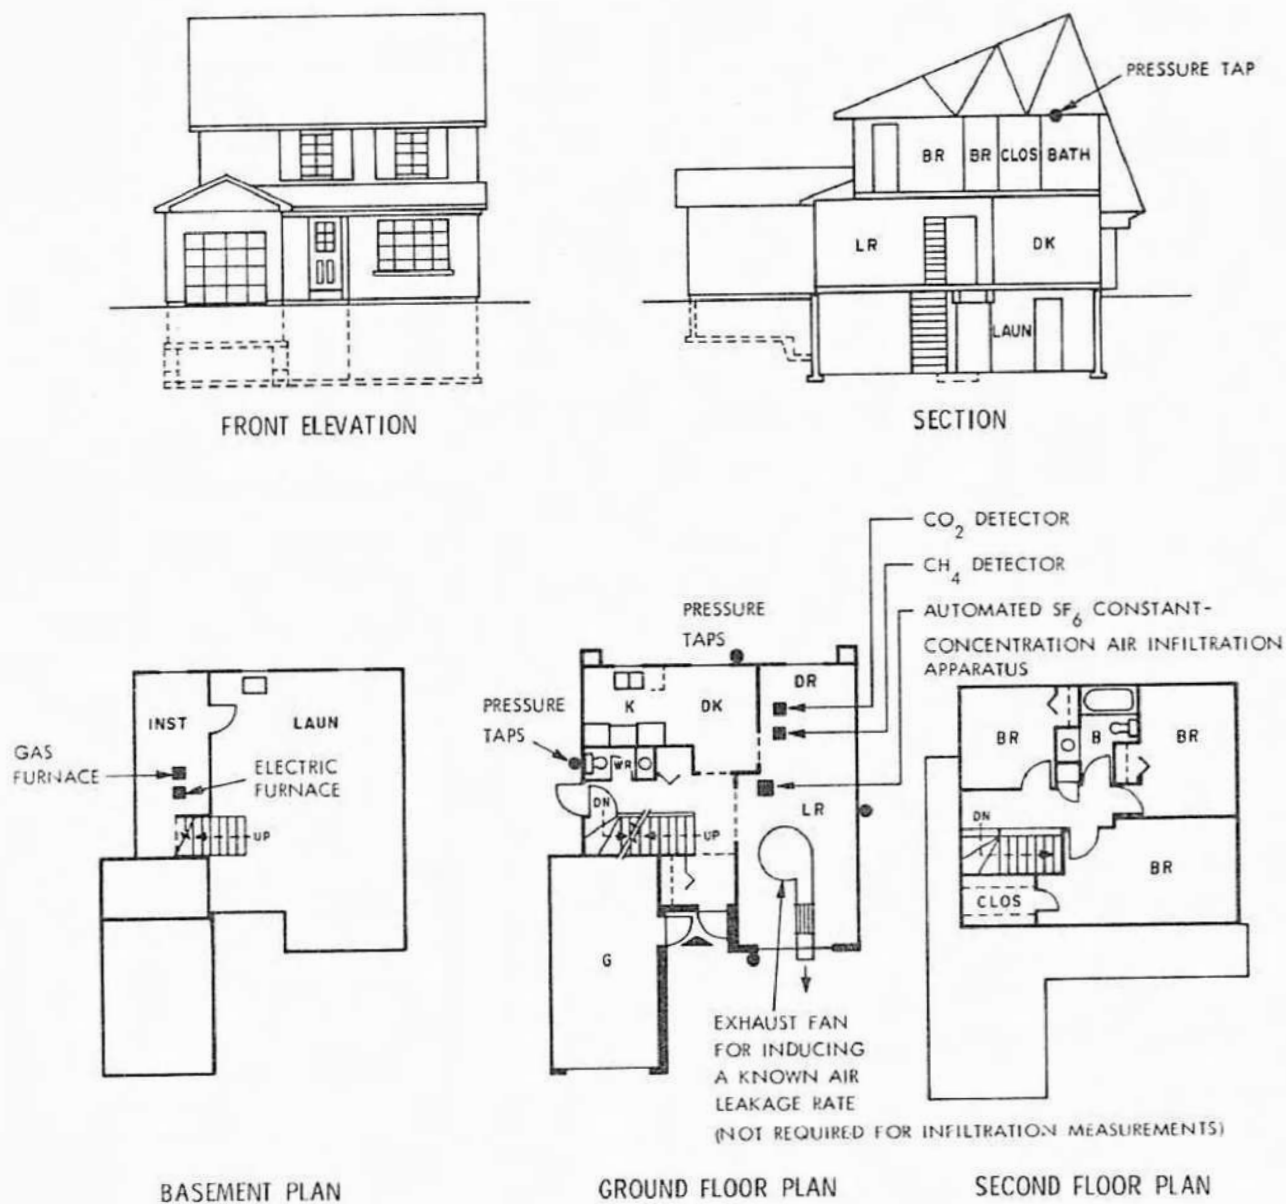 PRESSURE TAP
BR BR CLOS BATH
LR DK
LAUN
FRONT ELEVATION
SECTION
CO2 DETECTOR
CH4 DETECTOR
AUTOMATED SF6 CONSTANT-
CONCENTRATION AIR INFILTRATION
APPARATUS
PRESSURE
TAPS
PRESSURE
TAPS
INST LAUN
GAS
FURNACE
ELECTRIC
FURNACE
UP
K DK DR
WR
DN UP
LR
G
EXHAUST FAN
FOR INDUCING
A KNOWN AIR
LEAKAGE RATE
(NOT REQUIRED FOR INFILTRATION MEASUREMENTS)
BR B BR
DN
BR
CLOS
BASEMENT PLAN
GROUND FLOOR PLAN
SECOND FLOOR PLAN